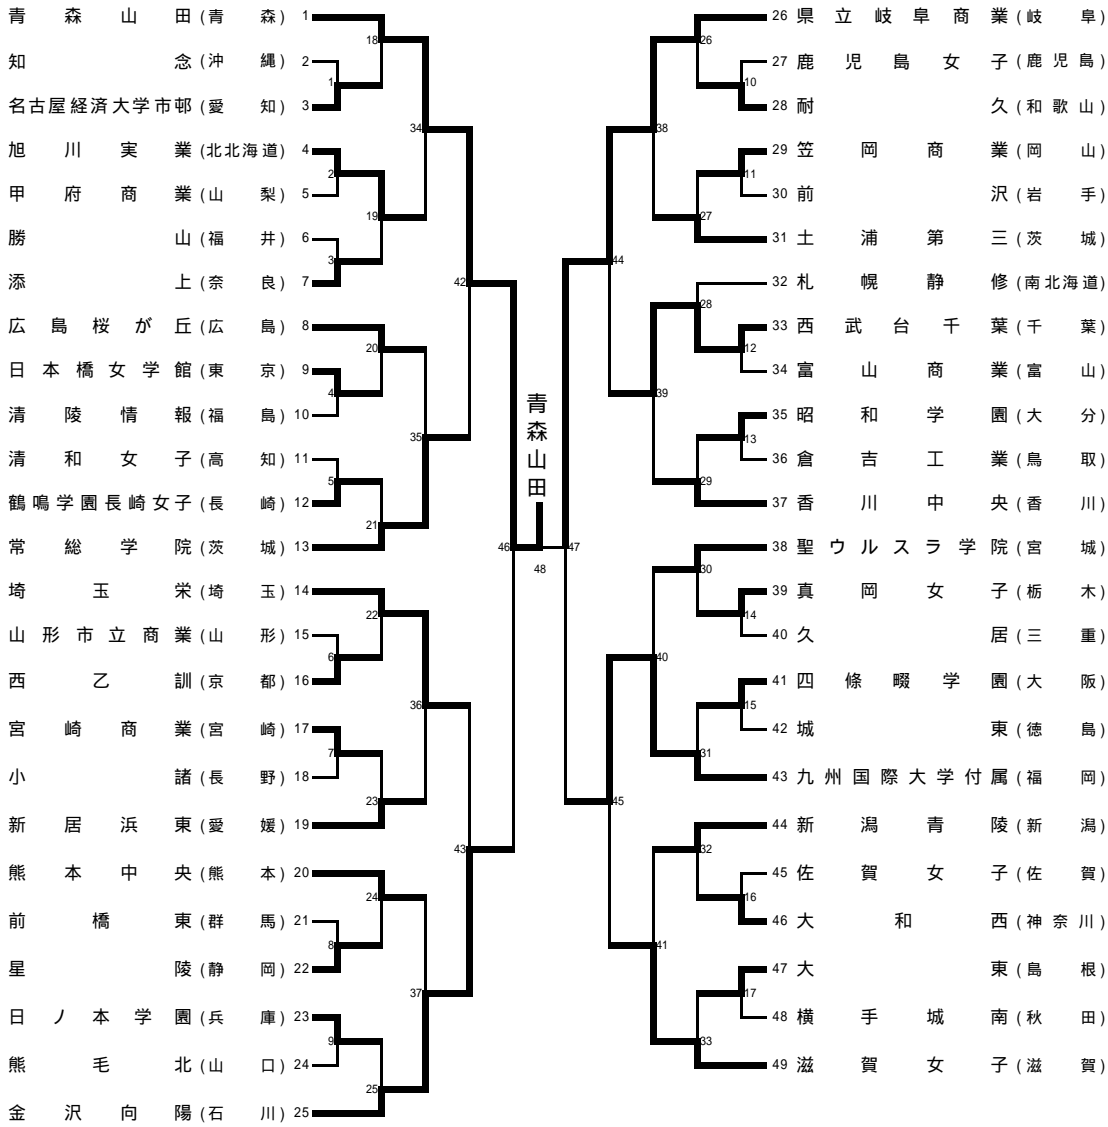 青森山田(青森) 1
知念(沖縄) 2
名古屋経済大学市邨(愛知) 3
旭川実業(北北海道) 4
甲府商業(山梨) 5
勝山(福井) 6
添上(奈良) 7
広島桜が丘(広島) 8
日本橋女学館(東京) 9
清陵情報(福島) 10
清和女子(高知) 11
鶴鳴学園長崎女子(長崎) 12
常総学院(茨城) 13
埼玉栄(埼玉) 14
山形市立商業(山形) 15
西乙訓(京都) 16
宮崎商業(宮崎) 17
小諸(長野) 18
新居浜東(愛媛) 19
熊本中央(熊本) 20
前橋東(群馬) 21
星陵(静岡) 22
日ノ本学園(兵庫) 23
熊毛北(山口) 24
金沢向陽(石川) 25
18
1
34
2
19
3
42
20
4
35
5
21
22
6
36
7
23
43
24
8
37
9
25
青森山田
46
47
48
26
10
38
11
27
44
28
12
39
13
29
30
14
40
15
31
45
32
16
41
17
33
26 県立岐阜商業(岐阜)
27 鹿児島女子(鹿児島)
28 耐久(和歌山)
29 笠岡商業(岡山)
30 前沢(岩手)
31 土浦第三(茨城)
32 札幌静修(南北海道)
33 西武台千葉(千葉)
34 富山商業(富山)
35 昭和学園(大分)
36 倉吉工業(鳥取)
37 香川中央(香川)
38 聖ウルスラ学院(宮城)
39 真岡女子(栃木)
40 久居(三重)
41 四條畷学園(大阪)
42 城東(徳島)
43 九州国際大学付属(福岡)
44 新潟青陵(新潟)
45 佐賀女子(佐賀)
46 大和西(神奈川)
47 大東(島根)
48 横手城南(秋田)
49 滋賀女子(滋賀)